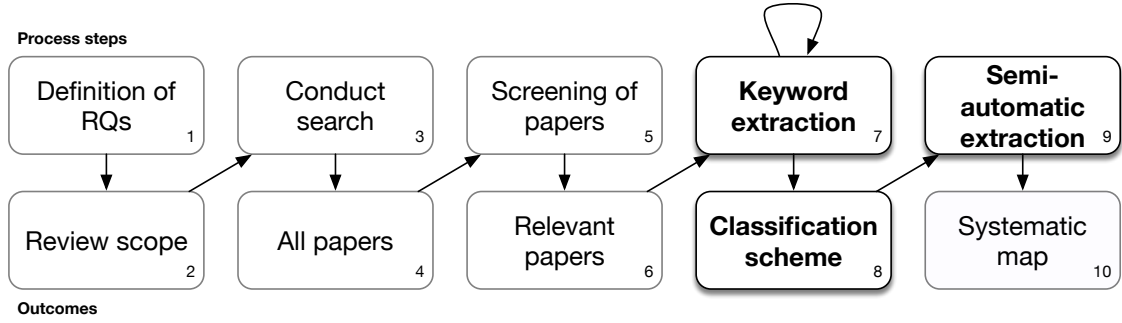 Process steps
Definition of
RQs
1
Review scope
2
Conduct
search
3
All papers
4
Screening of
papers
5
Relevant
papers
6
Keyword
extraction
7
Classification
scheme
8
Semi-
automatic
extraction
9
Systematic
map
10
Outcomes